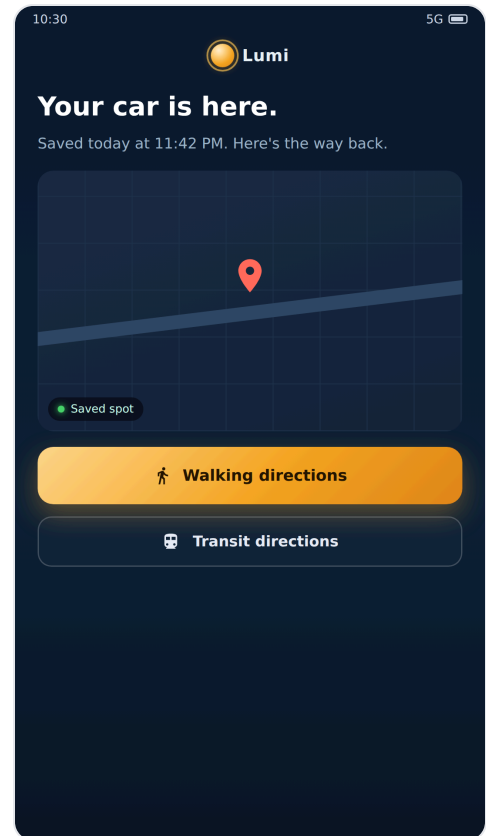 10:30
5G
Lumi
Your car is here.
Saved today at 11:42 PM. Here's the way back.
Saved spot
Walking directions
Transit directions